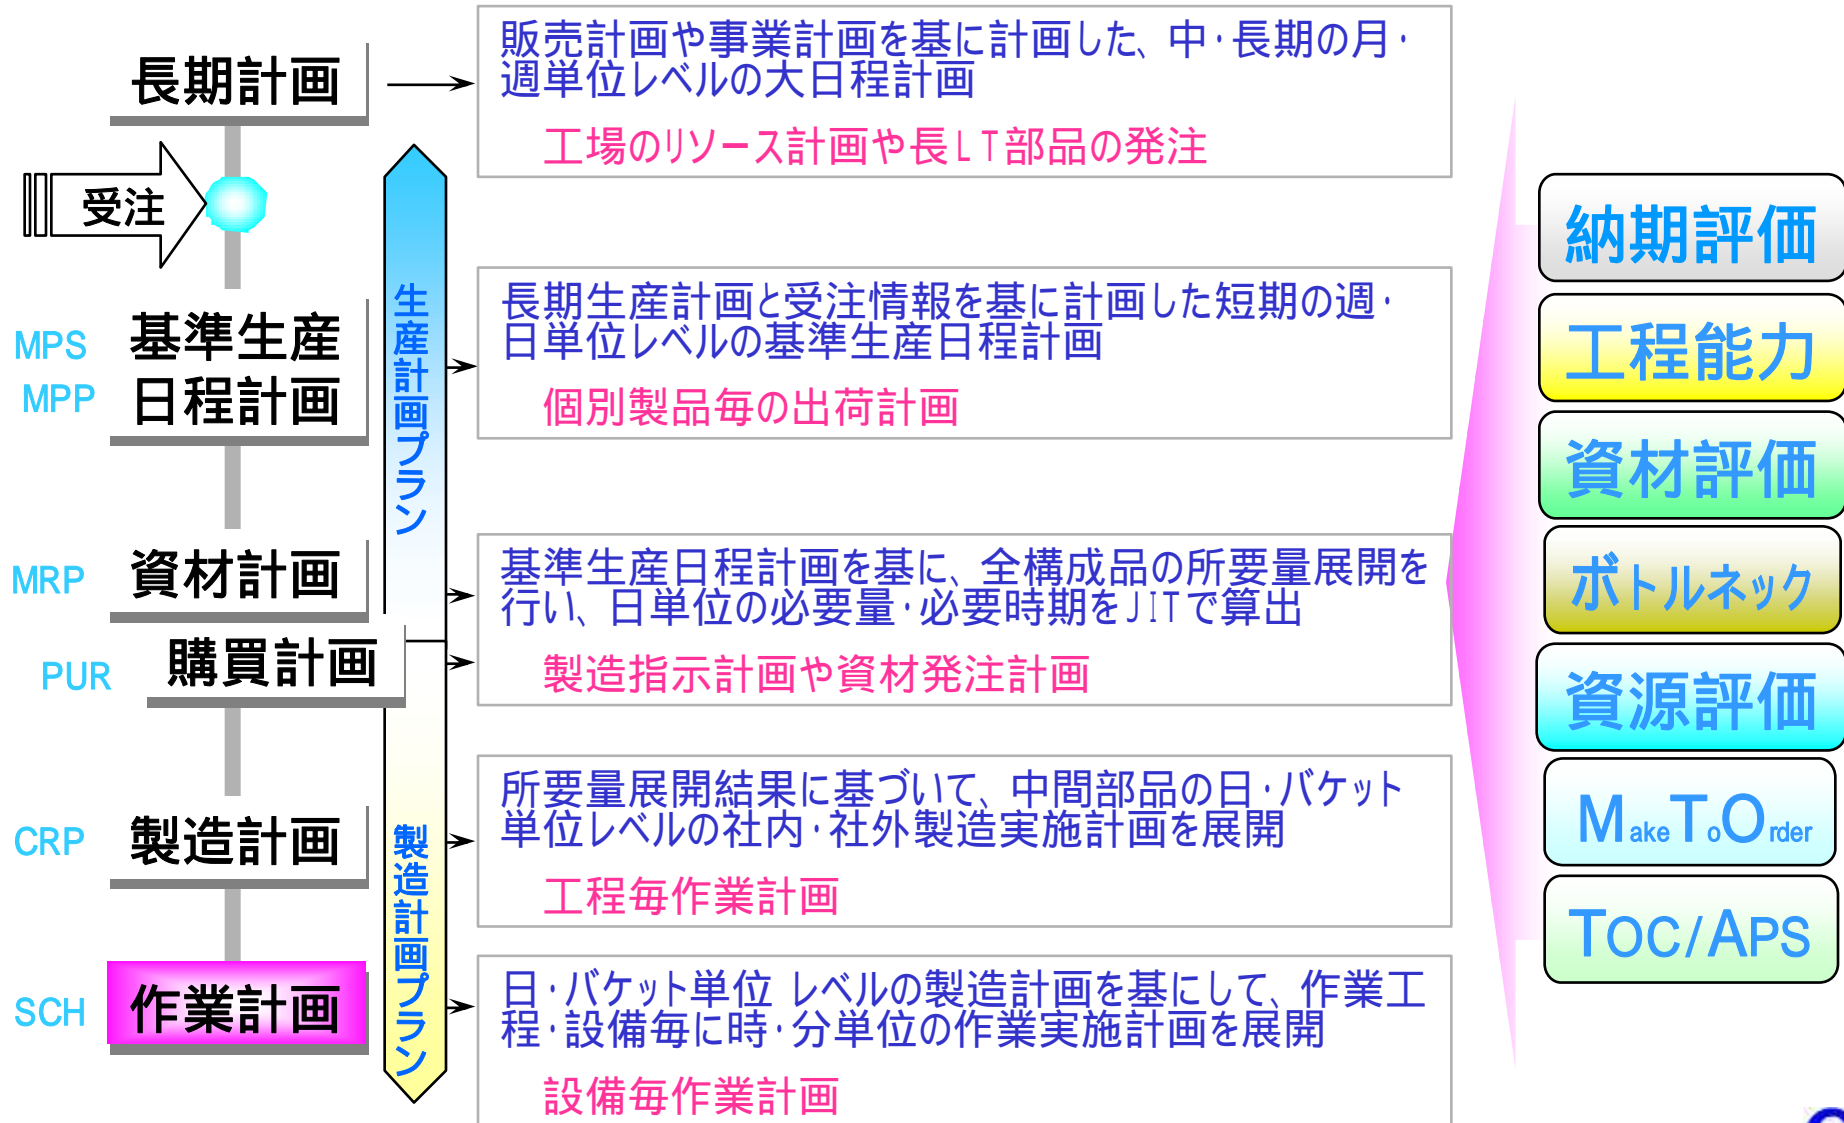 長期計画
販売計画や事業計画を基に計画した、中・長期の月・
週単位レベルの大日程計画
工場のリソース計画や長LT部品の発注
受注
生産計画プラン
MPS
MPP
基準生産
日程計画
長期生産計画と受注情報を基に計画した短期の週・
日単位レベルの基準生産日程計画
個別製品毎の出荷計画
MRP
資材計画
PUR
購買計画
基準生産日程計画を基に、全構成品の所要量展開を
行い、日単位の必要量・必要時期をJITで算出
製造指示計画や資材発注計画
製造計画プラン
CRP
製造計画
所要量展開結果に基づいて、中間部品の日・バケット
単位レベルの社内・社外製造実施計画を展開
工程毎作業計画
SCH
作業計画
日・バケット単位 レベルの製造計画を基にして、作業工
程・設備毎に時・分単位の作業実施計画を展開
設備毎作業計画
納期評価
工程能力
資材評価
ボトルネック
資源評価
MakeToOrder
TOC/APS